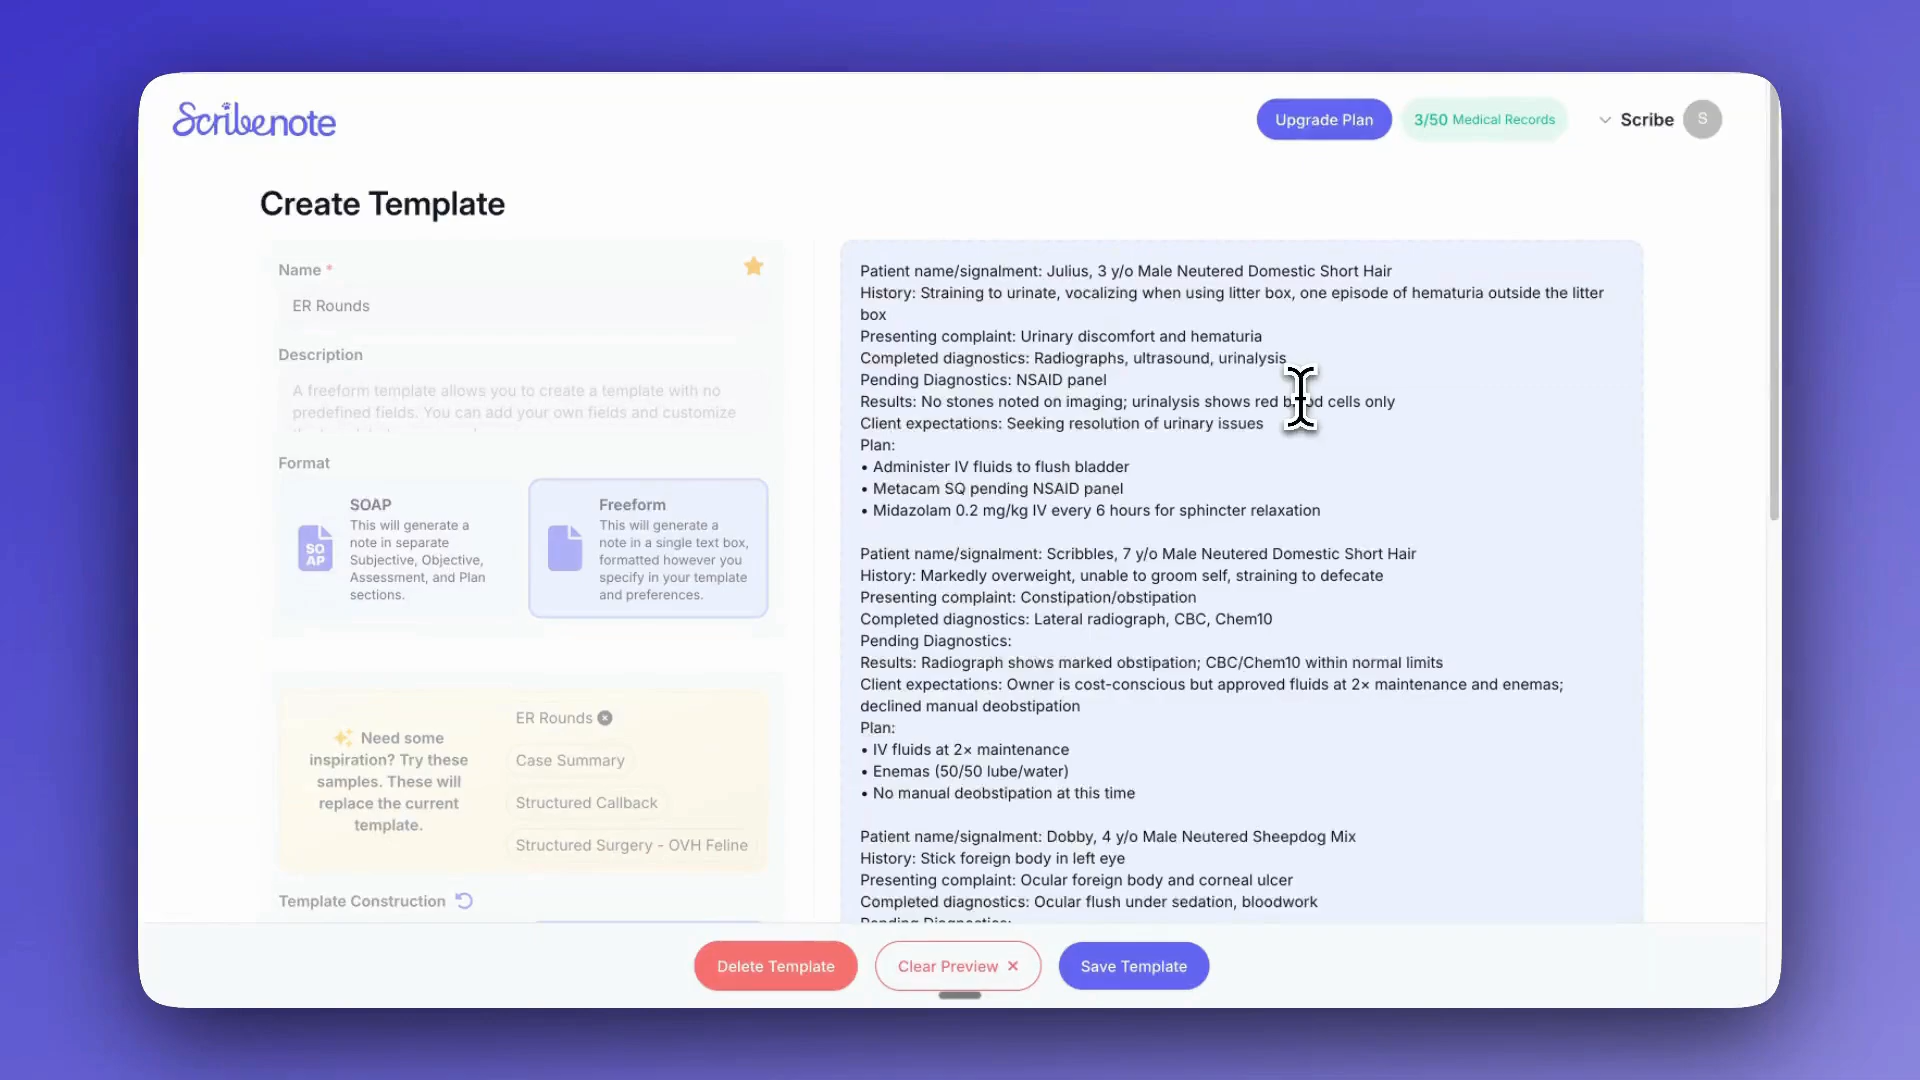 Scribenote
Upgrade Plan
3/50 Medical Records
Scribe
S
Create Template
Name *
ER Rounds
Description
A freeform template allows you to create a template with no
predefined fields. You can add your own fields and customize
Format
SOAP
This will generate a
note in separate
Subjective, Objective,
Assessment, and Plan
sections.
SO
AP
Freeform
This will generate a
note in a single text box,
formatted however you
specify in your template
and preferences.
Need some
inspiration? Try these
samples. These will
replace the current
template.
ER Rounds
Case Summary
Structured Callback
Structured Surgery - OVH Feline
Template Construction
Patient name/signalment: Julius, 3 y/o Male Neutered Domestic Short Hair
History: Straining to urinate, vocalizing when using litter box, one episode of hematuria outside the litter
box
Presenting complaint: Urinary discomfort and hematuria
Completed diagnostics: Radiographs, ultrasound, urinalysis
Pending Diagnostics: NSAID panel
Results: No stones noted on imaging; urinalysis shows red blood cells only
Client expectations: Seeking resolution of urinary issues
Plan:
• Administer IV fluids to flush bladder
• Metacam SQ pending NSAID panel
• Midazolam 0.2 mg/kg IV every 6 hours for sphincter relaxation
Patient name/signalment: Scribbles, 7 y/o Male Neutered Domestic Short Hair
History: Markedly overweight, unable to groom self, straining to defecate
Presenting complaint: Constipation/obstipation
Completed diagnostics: Lateral radiograph, CBC, Chem10
Pending Diagnostics:
Results: Radiograph shows marked obstipation; CBC/Chem10 within normal limits
Client expectations: Owner is cost-conscious but approved fluids at 2× maintenance and enemas;
declined manual deobstipation
Plan:
• IV fluids at 2× maintenance
• Enemas (50/50 lube/water)
• No manual deobstipation at this time
Patient name/signalment: Dobby, 4 y/o Male Neutered Sheepdog Mix
History: Stick foreign body in left eye
Presenting complaint: Ocular foreign body and corneal ulcer
Completed diagnostics: Ocular flush under sedation, bloodwork
Pending Diagnostics:
Delete Template
Clear Preview ×
Save Template